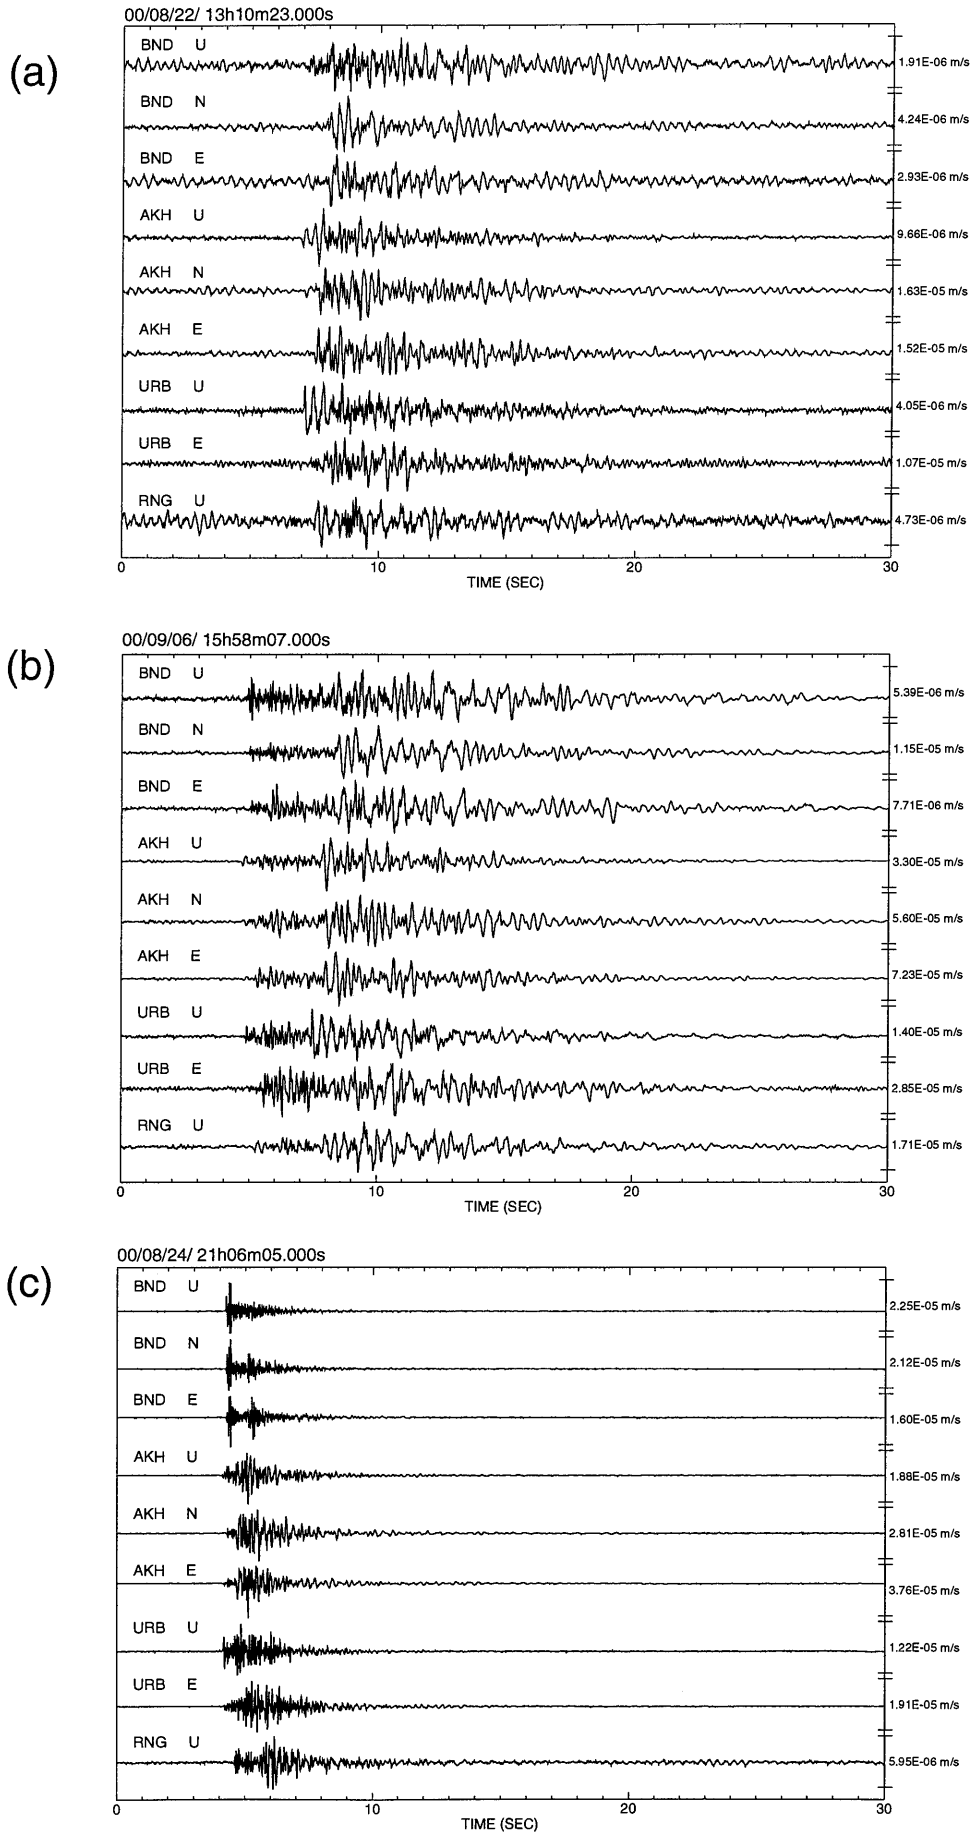 (a)
00/08/22/ 13h10m23.000s
BND U 1.91E-06 m/s
BND N 4.24E-06 m/s
BND E 2.93E-06 m/s
AKH U 9.66E-06 m/s
AKH N 1.63E-05 m/s
AKH E 1.52E-05 m/s
URB U 4.05E-06 m/s
URB E 1.07E-05 m/s
RNG U 4.73E-06 m/s
0 10 20 30
TIME (SEC)
(b)
00/09/06/ 15h58m07.000s
BND U 5.39E-06 m/s
BND N 1.15E-05 m/s
BND E 7.71E-06 m/s
AKH U 3.30E-05 m/s
AKH N 5.60E-05 m/s
AKH E 7.23E-05 m/s
URB U 1.40E-05 m/s
URB E 2.85E-05 m/s
RNG U 1.71E-05 m/s
0 10 20 30
TIME (SEC)
(c)
00/08/24/ 21h06m05.000s
BND U 2.25E-05 m/s
BND N 2.12E-05 m/s
BND E 1.60E-05 m/s
AKH U 1.88E-05 m/s
AKH N 2.81E-05 m/s
AKH E 3.76E-05 m/s
URB U 1.22E-05 m/s
URB E 1.91E-05 m/s
RNG U 5.95E-06 m/s
0 10 20 30
TIME (SEC)